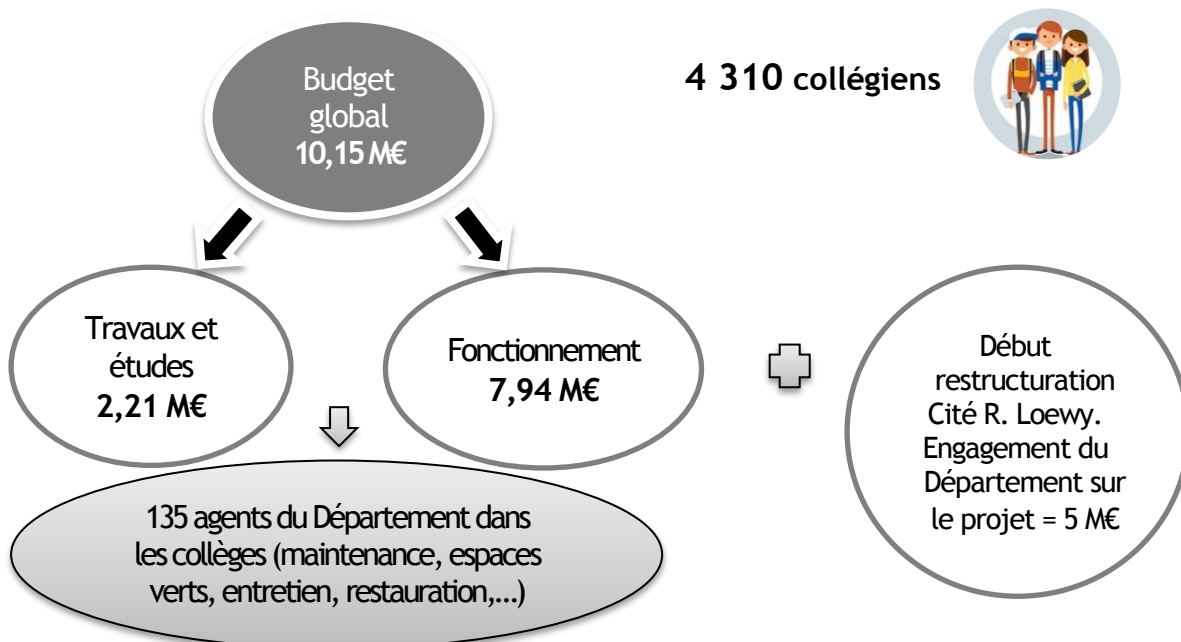 Budget
global
10,15 M€
4 310 collégiens
Travaux et
études
2,21 M€
Fonctionnement
7,94 M€
Début
restructuration
Cité R. Loewy.
Engagement du
Département sur
le projet = 5 M€
135 agents du Département dans
les collèges (maintenance, espaces
verts, entretien, restauration,...)